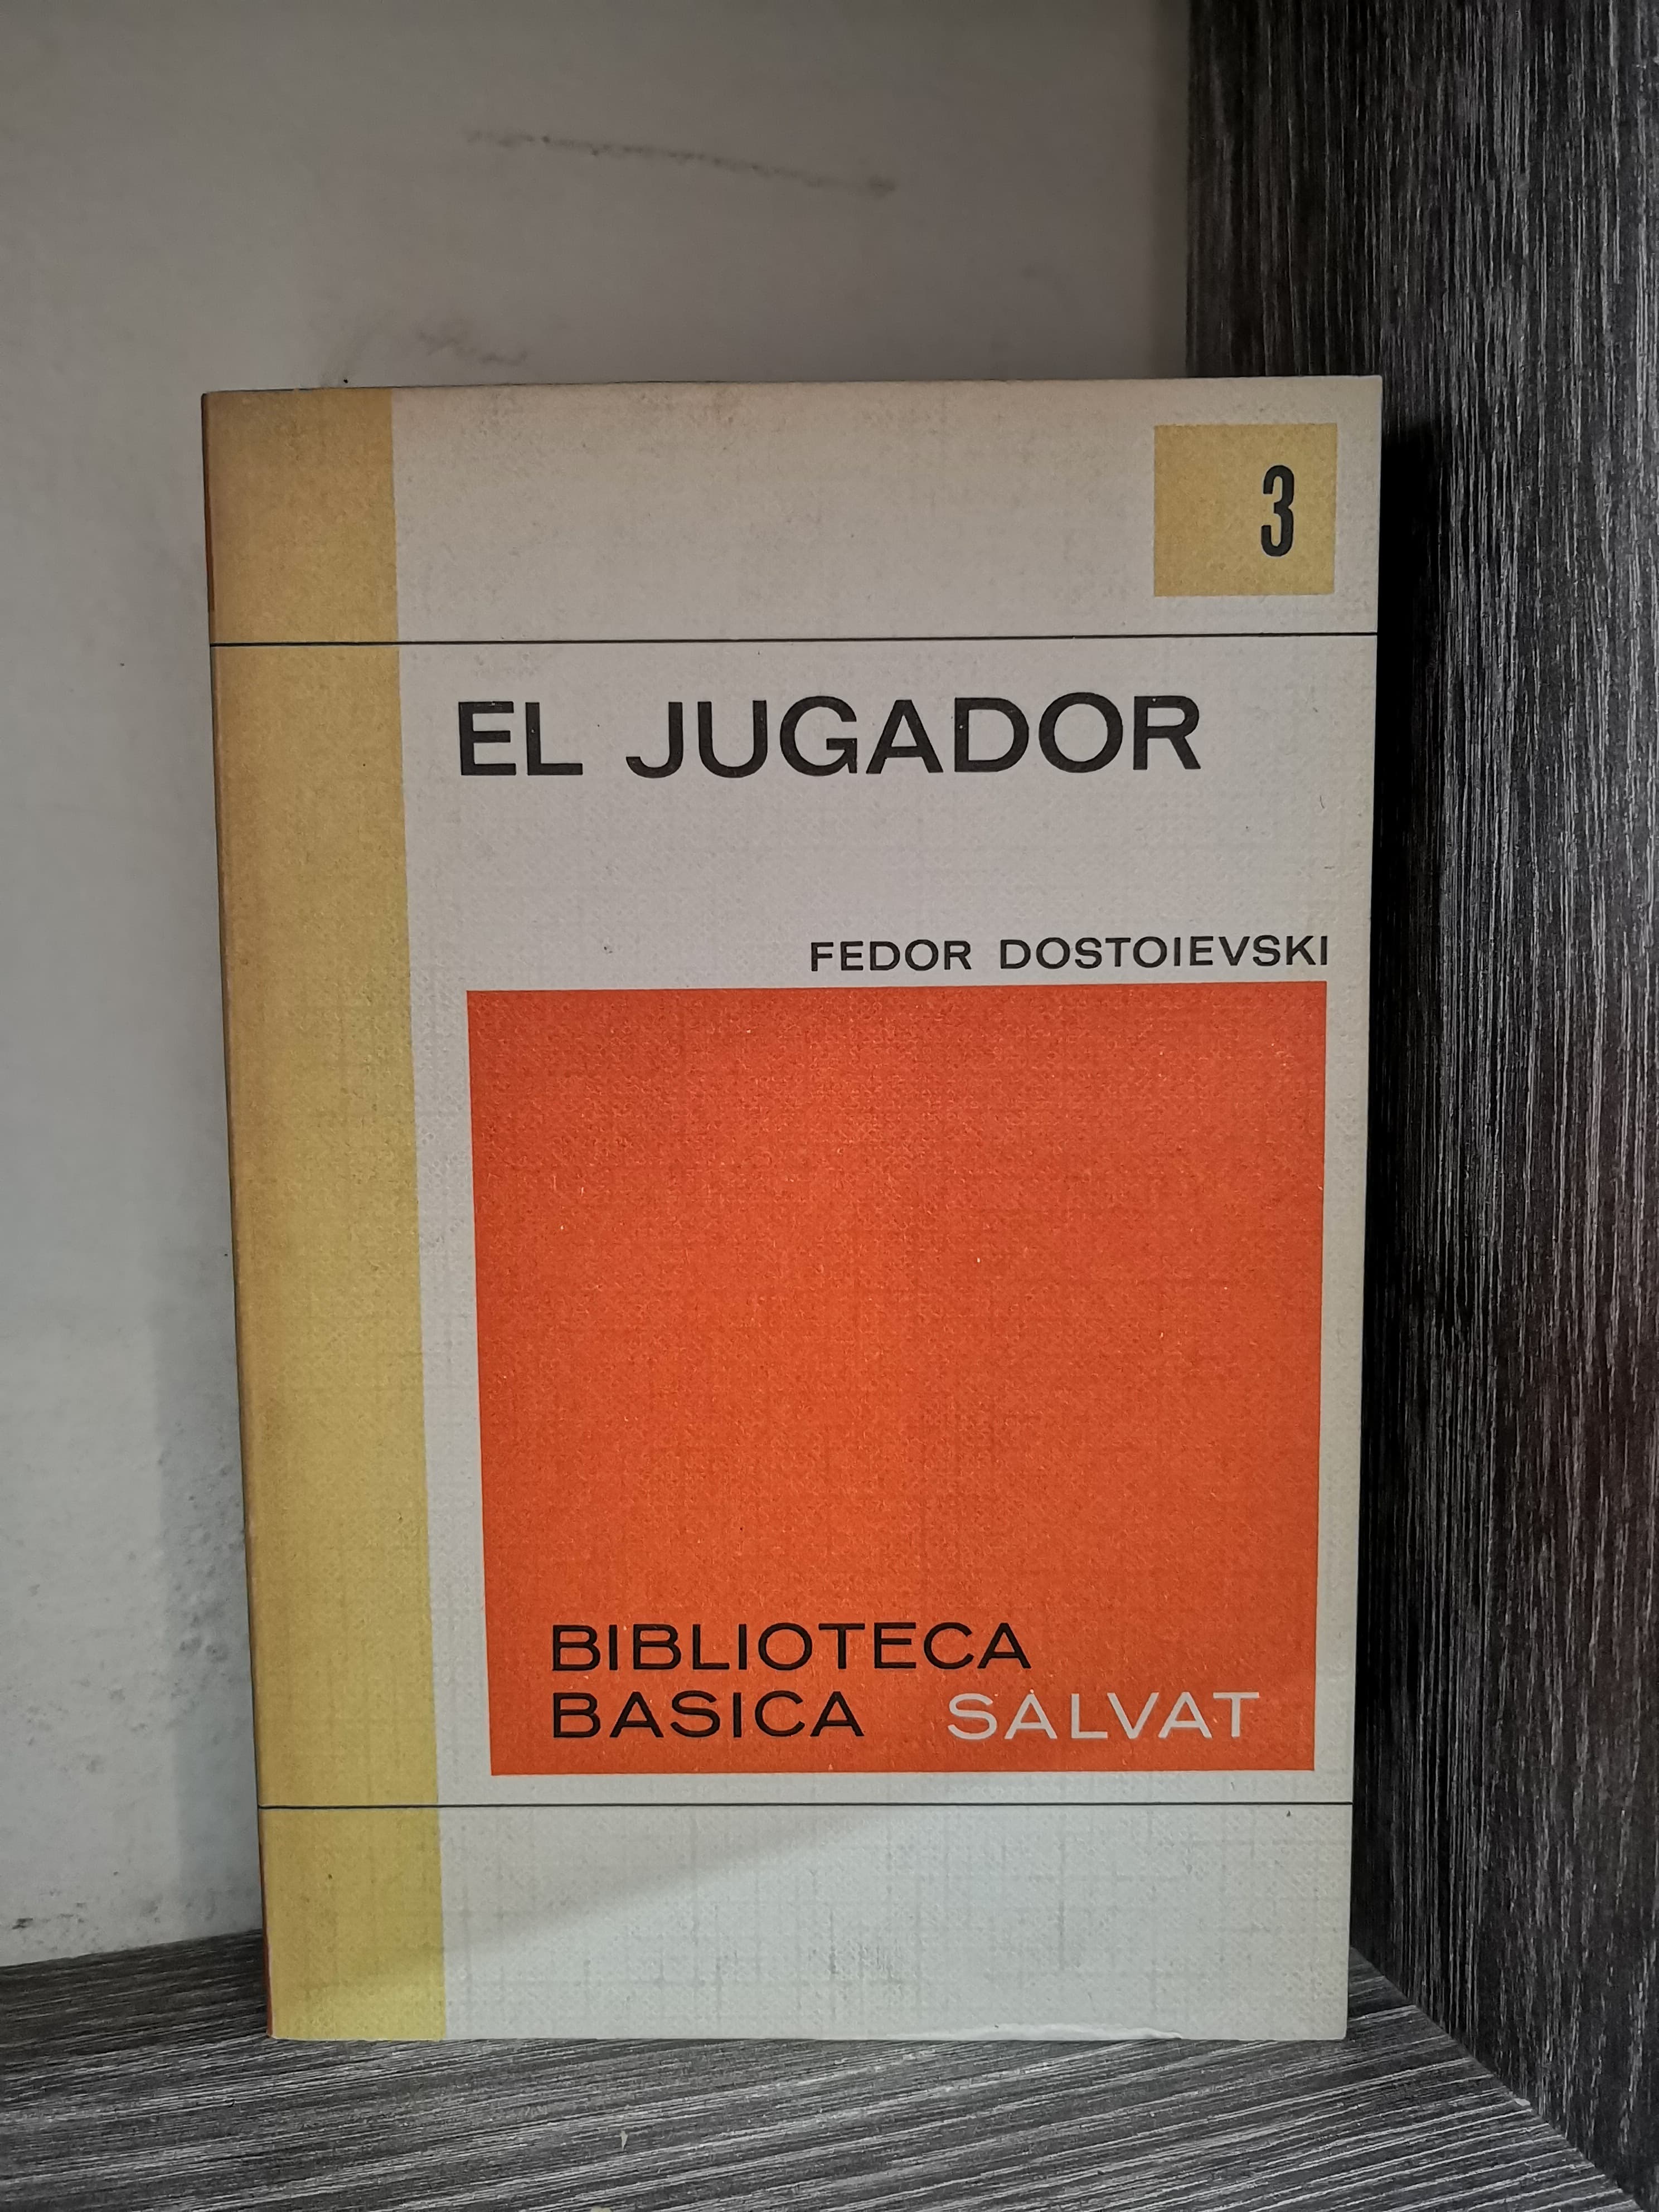 3
EL JUGADOR
FEDOR DOSTOIEVSKI
BIBLIOTECA
BASICA SALVAT